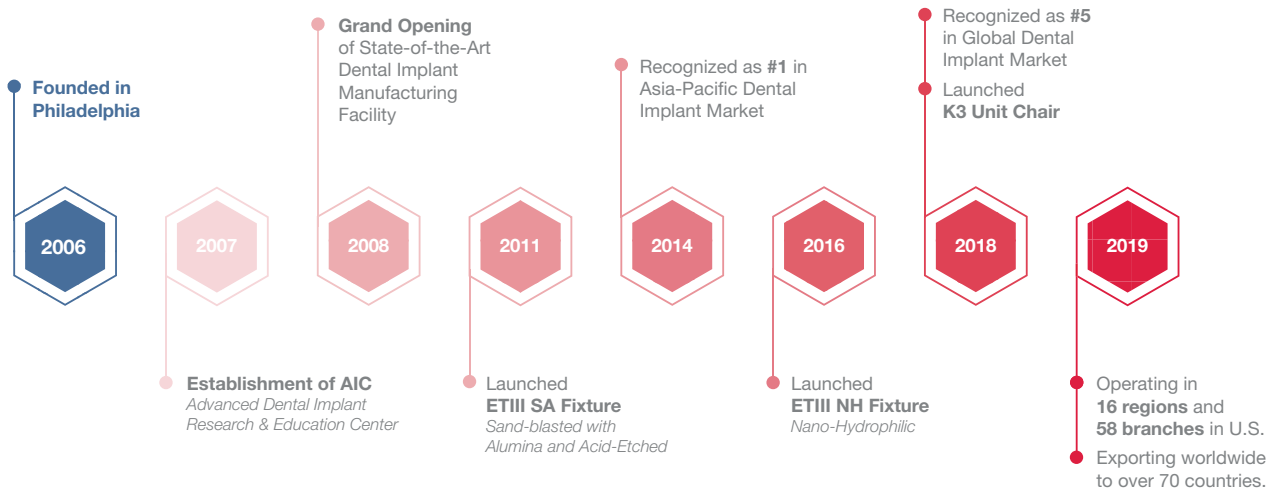 Founded in
Philadelphia
2006
2007
Establishment of AIC
Advanced Dental Implant
Research & Education Center
Grand Opening
of State-of-the-Art
Dental Implant
Manufacturing
Facility
2008
2011
Launched
ETIII SA Fixture
Sand-blasted with
Alumina and Acid-Etched
Recognized as #1 in
Asia-Pacific Dental
Implant Market
2014
2016
Launched
ETIII NH Fixture
Nano-Hydrophilic
Recognized as #5
in Global Dental
Implant Market
Launched
K3 Unit Chair
2018
2019
Operating in
16 regions and
58 branches in U.S.
Exporting worldwide
to over 70 countries.